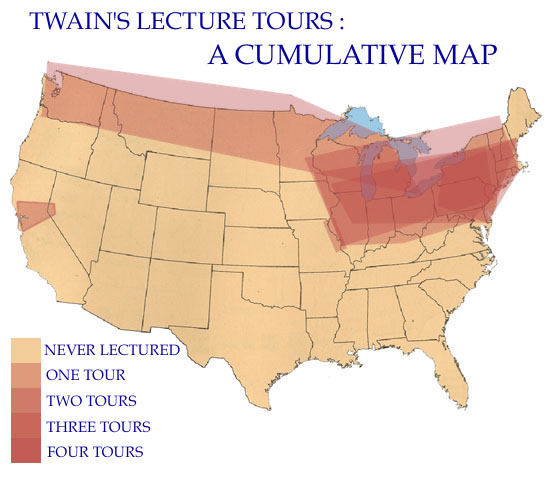 TWAIN'S LECTURE TOURS :
A CUMULATIVE MAP
NEVER LECTURED
ONE TOUR
TWO TOURS
THREE TOURS
FOUR TOURS